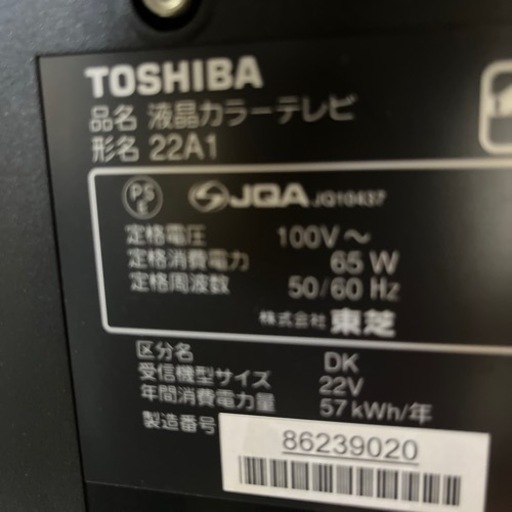 TOSHIBA
品名 液晶カラーテレビ
形名 22A1
PS
E
JQA JQ10437
定格電圧 100V～
定格消費電力 65 W
定格周波数 50/60 Hz
株式会社 東芝
区分名 DK
受信機型サイズ 22V
年間消費電力量 57 kWh/年
製造番号 86239020